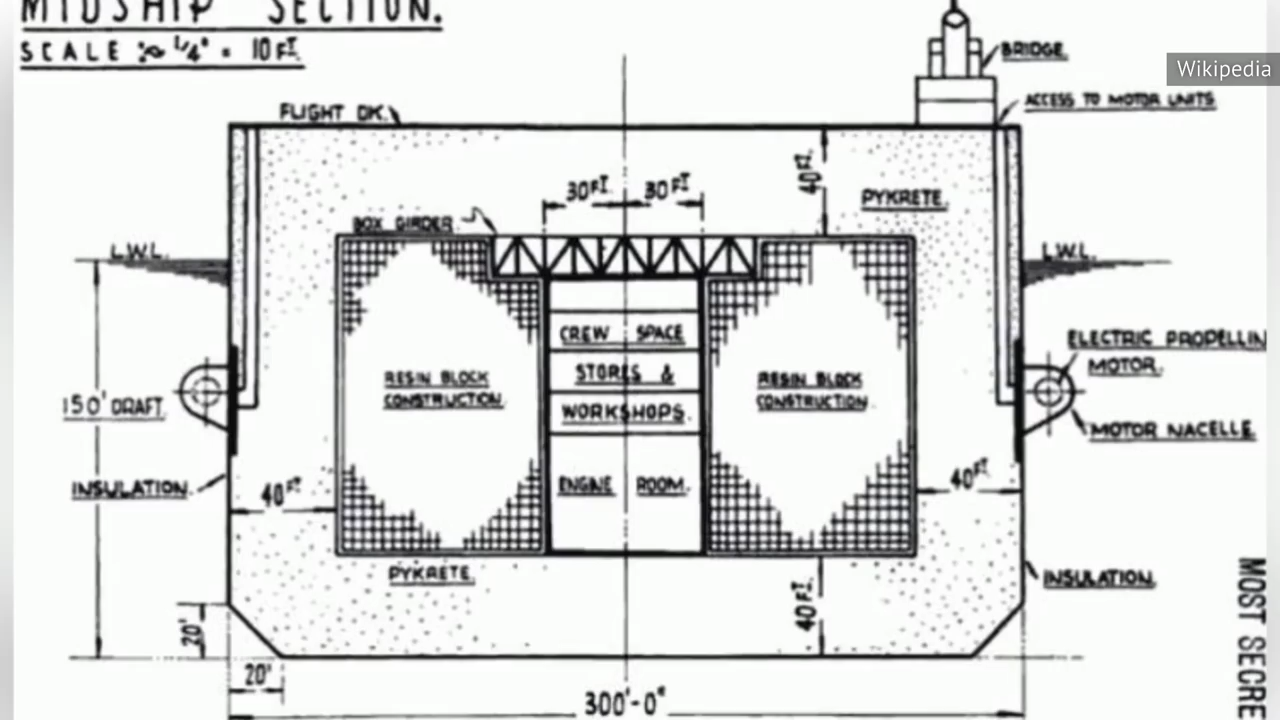 MIDSHIP SECTION.
SCALE :~ 1/4" = 10FT.
Wikipedia
BRIDGE.
ACCESS TO MOTOR UNITS
FLIGHT DK.
40FT.
30FT. 30FT
PYKRETE.
BOX GIRDER
L.W.L.
L.W.L.
CREW SPACE
ELECTRIC PROPELLIN
MOTOR.
RESIN BLOCK
CONSTRUCTION.
STORES &
RESIN BLOCK
CONSTRUCTION.
150' DRAFT.
WORKSHOPS.
MOTOR NACELLE.
INSULATION.
40FT
ENGINE ROOM.
40FT.
PYKRETE.
INSULATION.
40FT.
20'
20'
300'-0"
MOST SECRE